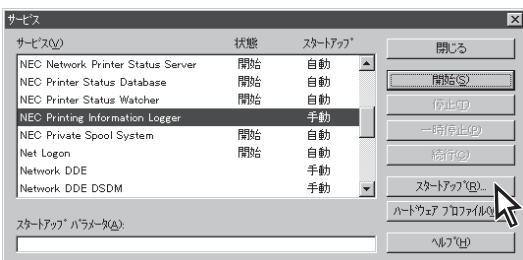 サービス
サービス(V) 状態 スタートアップ
NEC Network Printer Status Server 開始 自動
NEC Printer Status Database 開始 自動
NEC Printer Status Watcher 開始 自動
NEC Printing Information Logger 手動
NEC Private Spool System 開始 自動
Net Logon 開始 自動
Network DDE 手動
Network DDE DSDM 手動
スタートアップ パラメータ(A):
閉じる
開始(S)
停止(T)
一時停止(P)
続行(C)
スタートアップ(R)...
ハードウェア プロファイル(
ヘルプ(H)